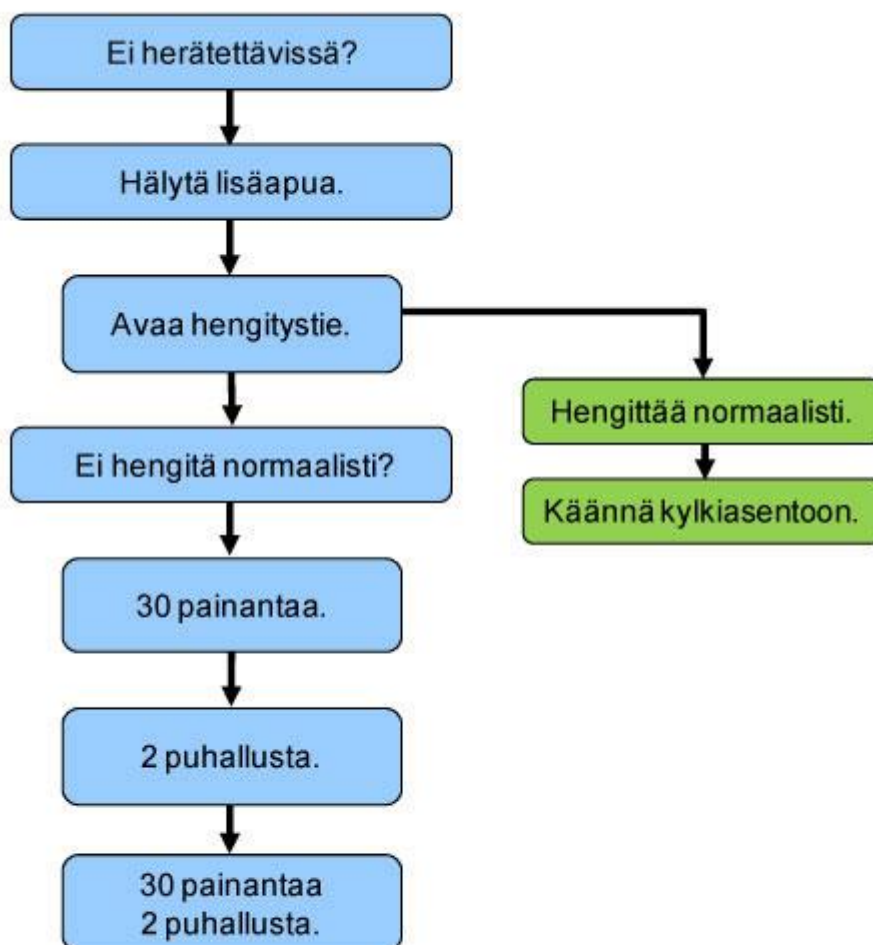 Ei herätettävissä?
Hälytä lisäapua.
Avaa hengitystie.
Hengittää normaalisti.
Ei hengitä normaalisti?
Käännä kylkiasentoon.
30 painantaa.
2 puhallusta.
30 painantaa
2 puhallusta.